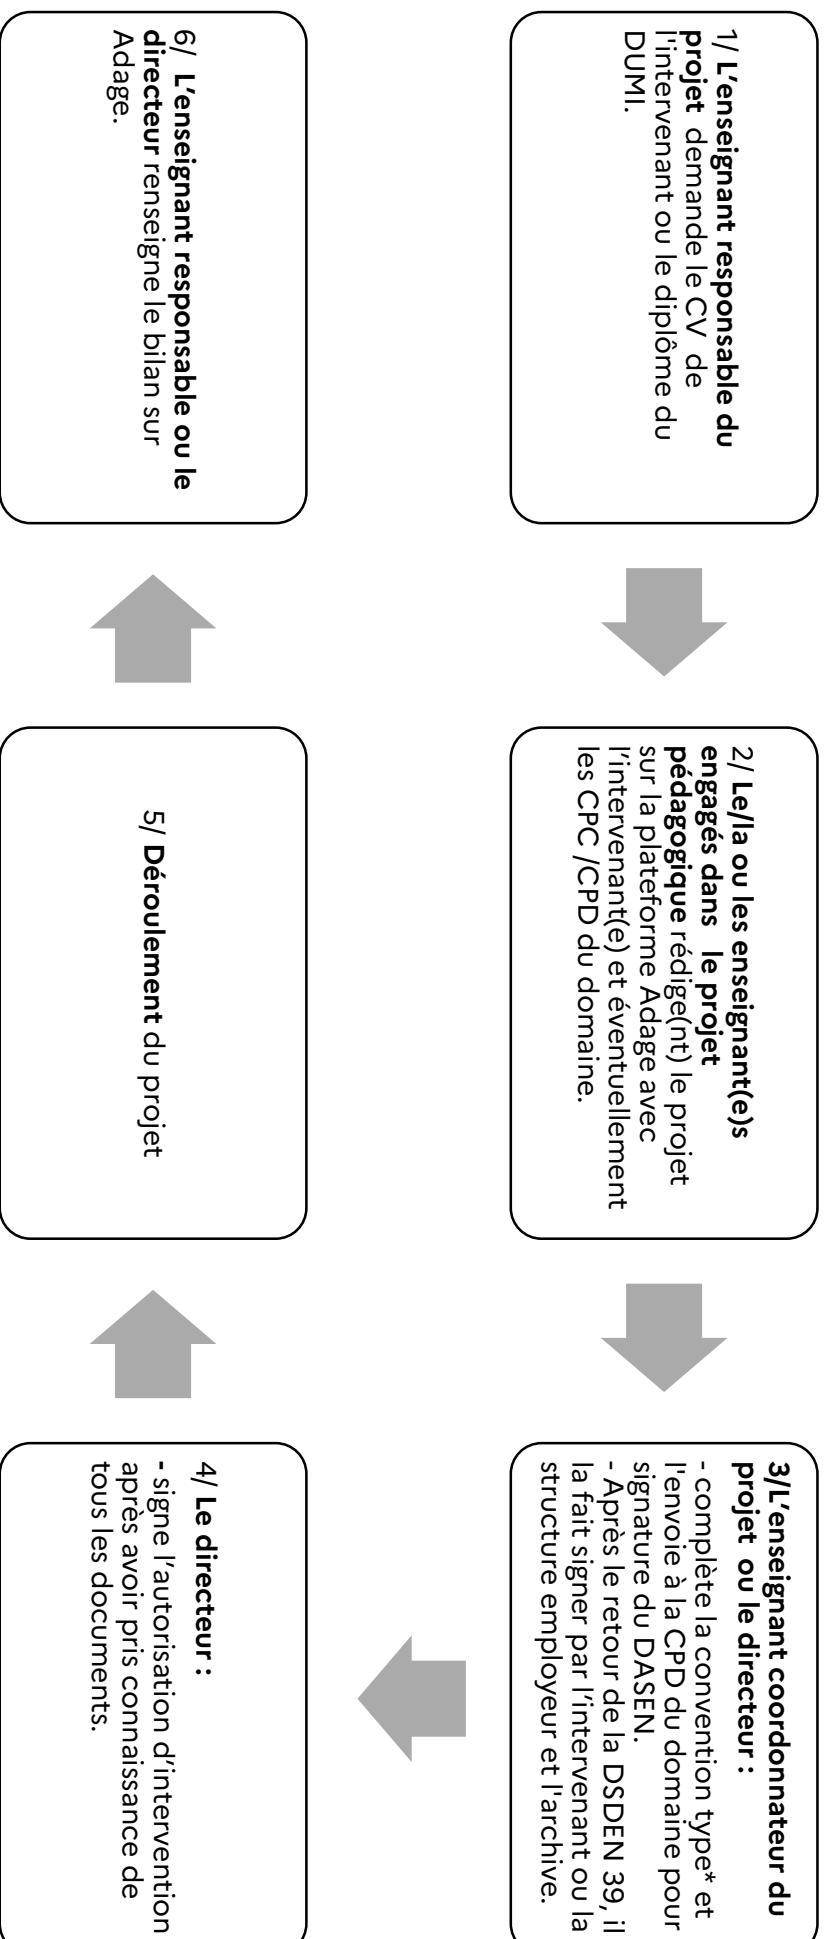 1/ L'enseignant responsable du
projet demande le CV de
l'intervenant ou le diplôme du
DUMI.
2/ Le/la ou les enseignant(e)s
engagés dans le projet
pédagogique rédige(nt) le projet
sur la plateforme Adage avec
l'intervenant(e) et éventuellement
les CPC /CPD du domaine.
3/L'enseignant coordonnateur du
projet ou le directeur :
- complète la convention type* et
l'envoie à la CPD du domaine pour
signature du DASEN.
- Après le retour de la DSDEN 39, il
la fait signer par l'intervenant ou la
structure employeur et l'archive.
4/ Le directeur :
- signe l'autorisation d'intervention
après avoir pris connaissance de
tous les documents.
5/ Déroulement du projet
6/ L'enseignant responsable ou le
directeur renseigne le bilan sur
Adage.